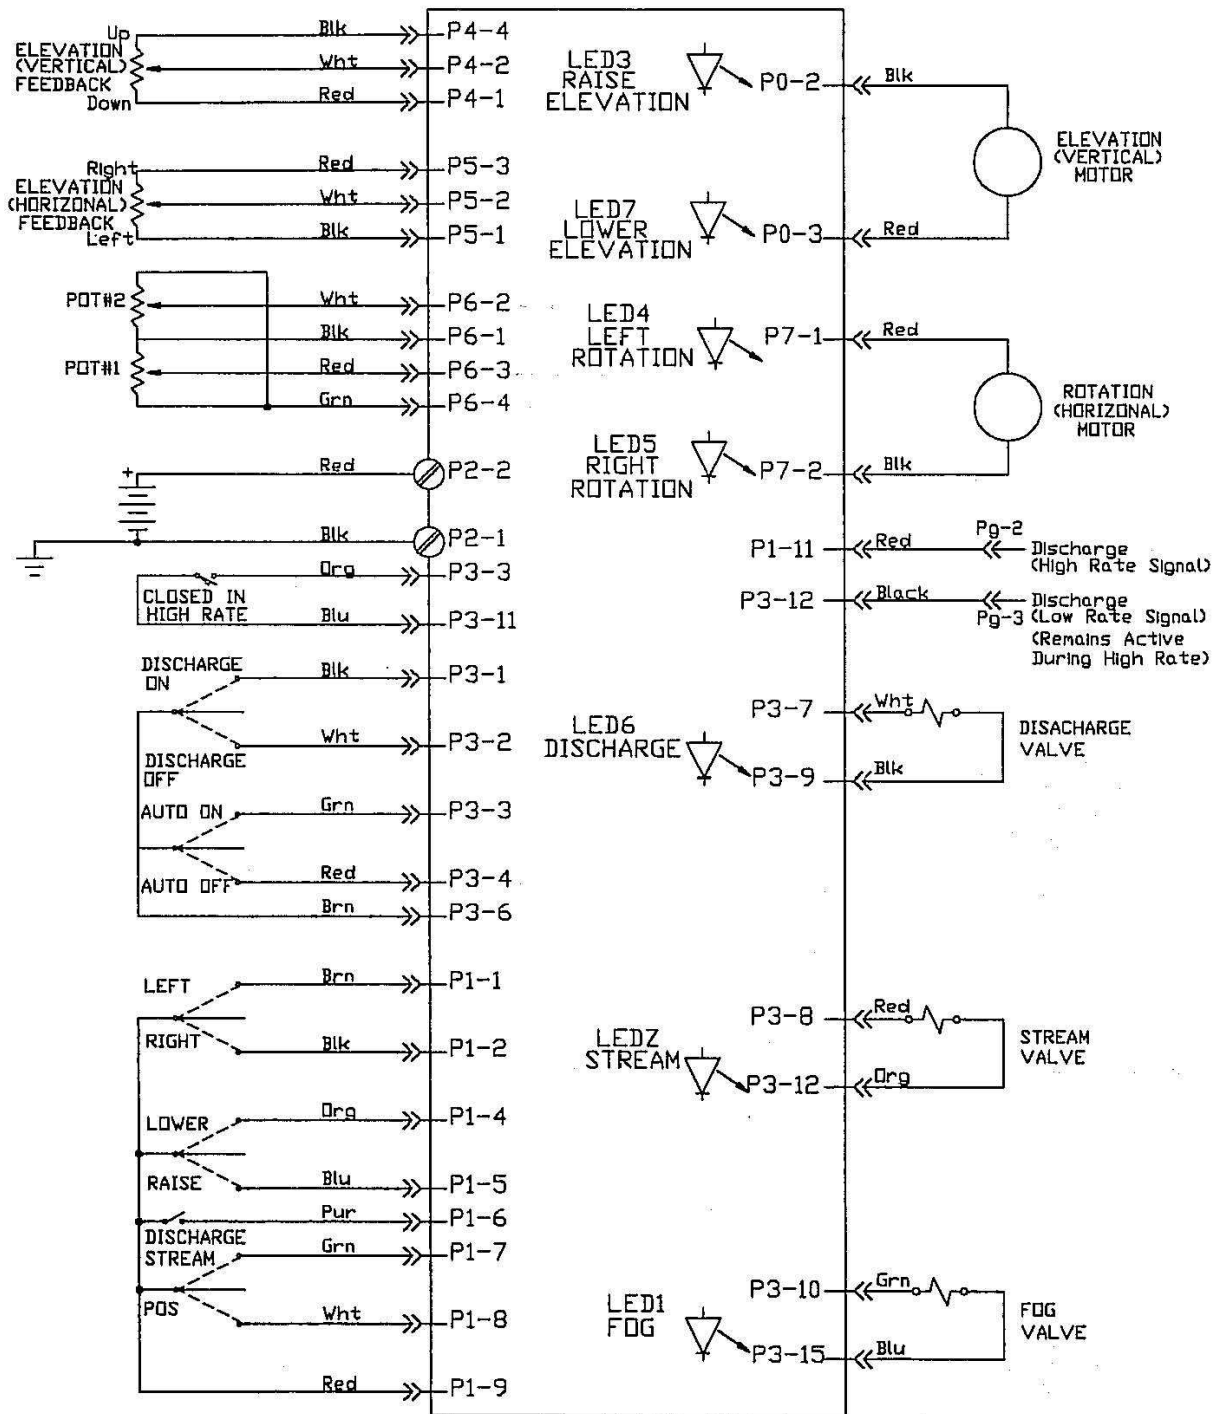 Up
ELEVATION
(VERTICAL)
FEEDBACK
Down
Blk
P4-4
Wht
P4-2
Red
P4-1
Right
ELEVATION
(HORIZONAL)
FEEDBACK
Left
Red
P5-3
Wht
P5-2
Blk
P5-1
POT#2
POT#1
Wht
P6-2
Blk
P6-1
Red
P6-3
Grn
P6-4
+
Red
P2-2
Blk
P2-1
Org
P3-3
CLOSED IN
HIGH RATE
Blu
P3-11
DISCHARGE
ON
Blk
P3-1
Wht
P3-2
DISCHARGE
OFF
AUTO ON
Grn
P3-3
AUTO OFF
Red
P3-4
Brn
P3-6
LEFT
Brn
P1-1
RIGHT
Blk
P1-2
LOWER
Org
P1-4
RAISE
Blu
P1-5
Pur
P1-6
DISCHARGE
STREAM
Grn
P1-7
POS
Wht
P1-8
Red
P1-9
LED3
RAISE
ELEVATION
P0-2
Blk
ELEVATION
(VERTICAL)
MOTOR
LED7
LOWER
ELEVATION
P0-3
Red
LED4
LEFT
ROTATION
P7-1
Red
ROTATION
(HORIZONAL)
MOTOR
LED5
RIGHT
ROTATION
P7-2
Blk
P1-11
Red
Pg-2
Discharge
(High Rate Signal)
P3-12
Black
Pg-3
Discharge
(Low Rate Signal)
(Remains Active
During High Rate)
LED6
DISCHARGE
P3-7
Wht
P3-9
Blk
DISACHARGE
VALVE
LEDZ
STREAM
P3-8
Red
P3-12
Org
STREAM
VALVE
LED1
FOG
P3-10
Grn
P3-15
Blu
FOG
VALVE